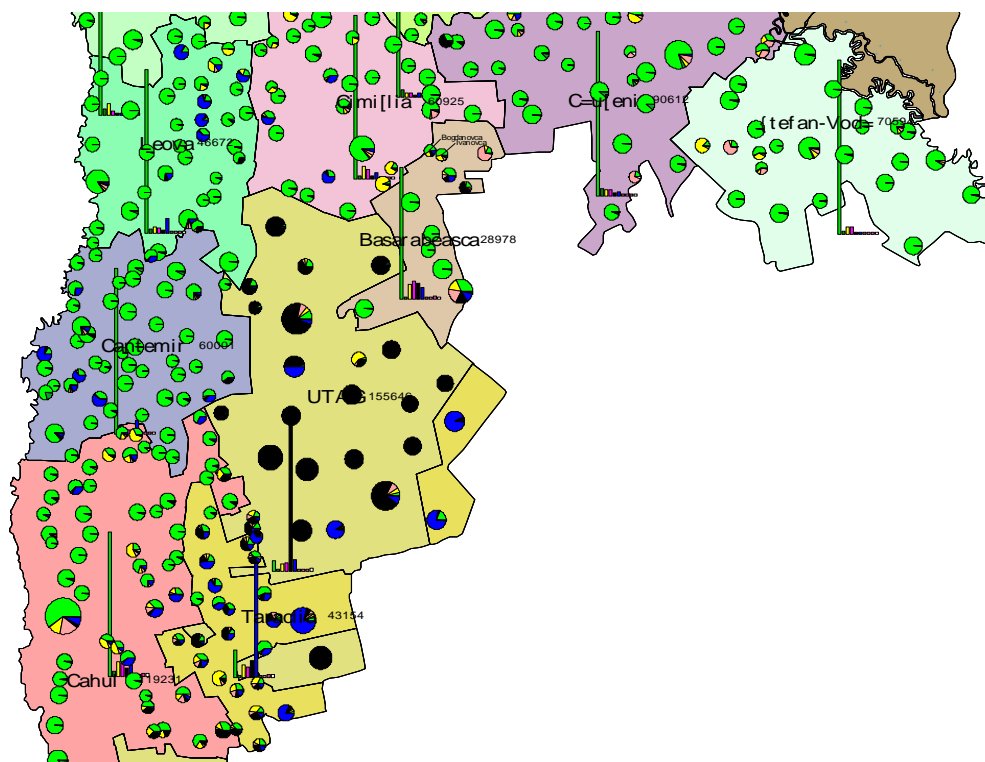 Cimi[lia 60925
C=u[eni 90612
{tefan-Vod=
Bogdanovca
Ivanovca
Leova 46672
Basarabeasca 28978
Cantemir 60001
UTAG 155646
Taraclia 43154
Cahul 119231